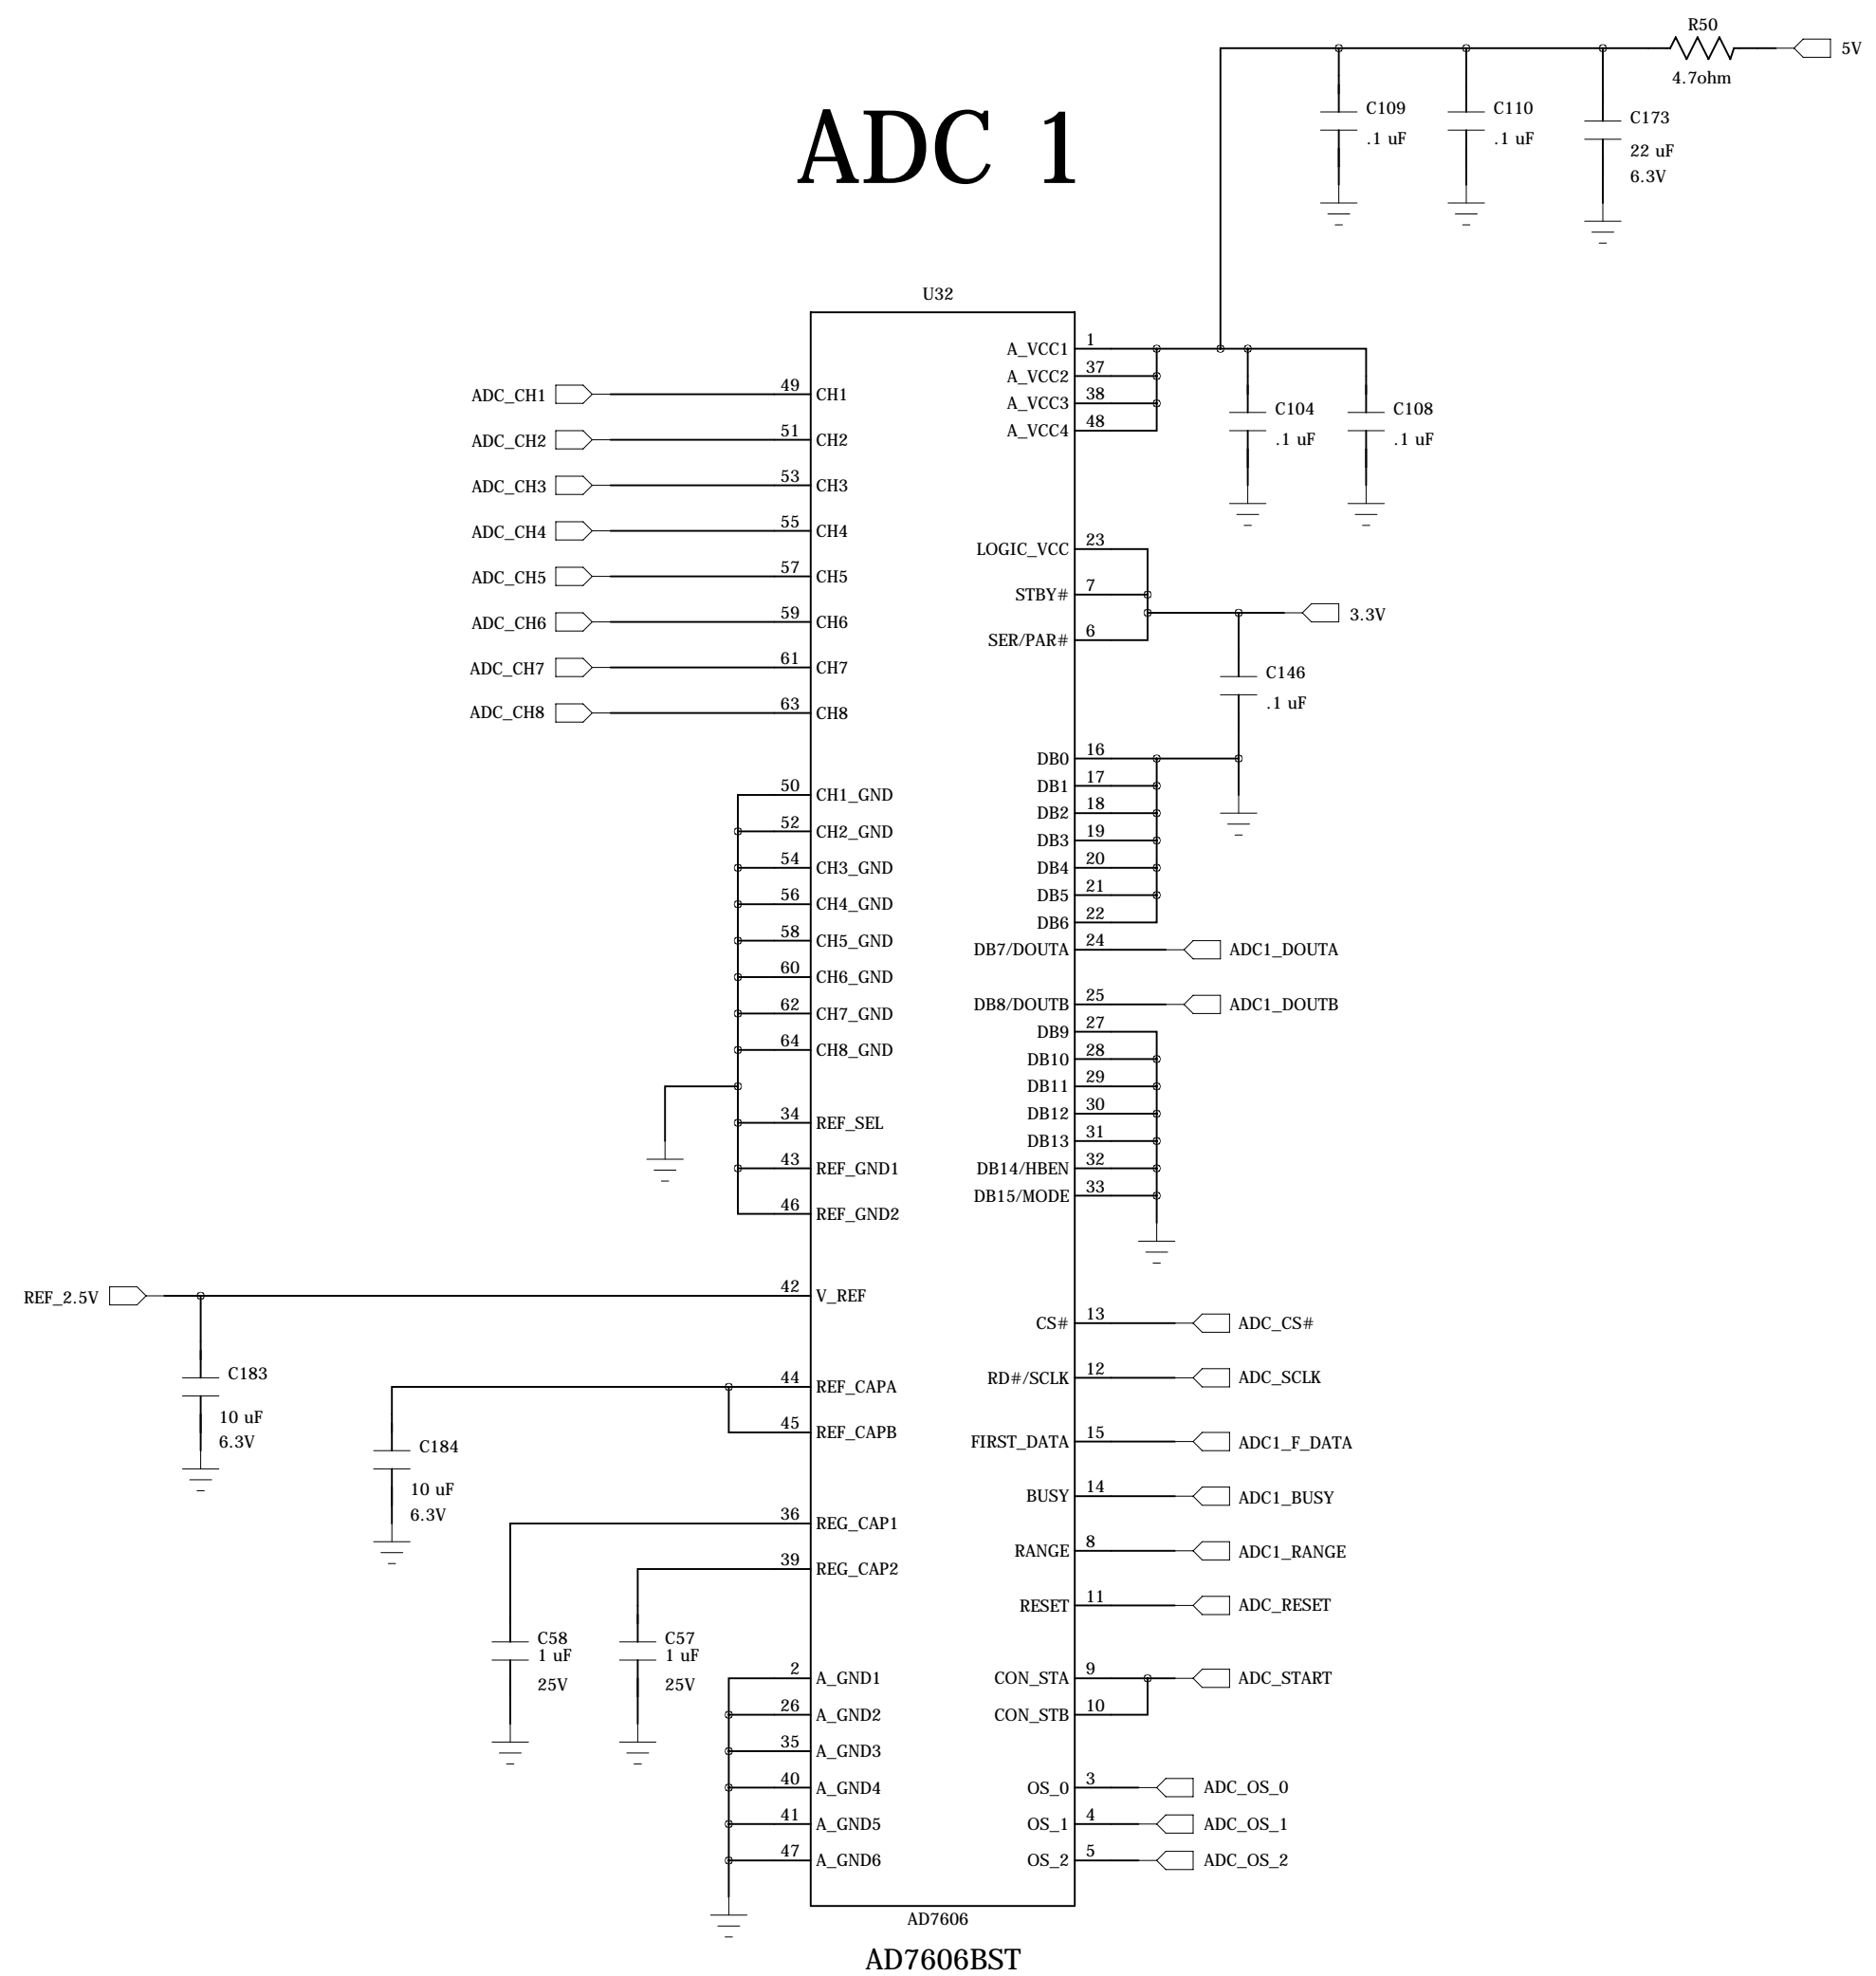 R50
5V
4.7ohm
ADC 1
C109
.1 uF
C110
.1 uF
C173
22 uF
6.3V
U32
A_VCC1 1
A_VCC2 37
A_VCC3 38
A_VCC4 48
C104
.1 uF
C108
.1 uF
ADC_CH1 49 CH1
ADC_CH2 51 CH2
ADC_CH3 53 CH3
ADC_CH4 55 CH4
ADC_CH5 57 CH5
ADC_CH6 59 CH6
ADC_CH7 61 CH7
ADC_CH8 63 CH8
LOGIC_VCC 23
STBY# 7
SER/PAR# 6
3.3V
C146
.1 uF
50 CH1_GND
52 CH2_GND
54 CH3_GND
56 CH4_GND
58 CH5_GND
60 CH6_GND
62 CH7_GND
64 CH8_GND
34 REF_SEL
43 REF_GND1
46 REF_GND2
DB0 16
DB1 17
DB2 18
DB3 19
DB4 20
DB5 21
DB6 22
DB7/DOUTA 24 ADC1_DOUTA
DB8/DOUTB 25 ADC1_DOUTB
DB9 27
DB10 28
DB11 29
DB12 30
DB13 31
DB14/HBEN 32
DB15/MODE 33
REF_2.5V 42 V_REF
C183
10 uF
6.3V
44 REF_CAPA
45 REF_CAPB
C184
10 uF
6.3V
36 REG_CAP1
39 REG_CAP2
C58
1 uF
25V
C57
1 uF
25V
2 A_GND1
26 A_GND2
35 A_GND3
40 A_GND4
41 A_GND5
47 A_GND6
CS# 13 ADC_CS#
RD#/SCLK 12 ADC_SCLK
FIRST_DATA 15 ADC1_F_DATA
BUSY 14 ADC1_BUSY
RANGE 8 ADC1_RANGE
RESET 11 ADC_RESET
CON_STA 9 ADC_START
CON_STB 10
OS_0 3 ADC_OS_0
OS_1 4 ADC_OS_1
OS_2 5 ADC_OS_2
AD7606
AD7606BST